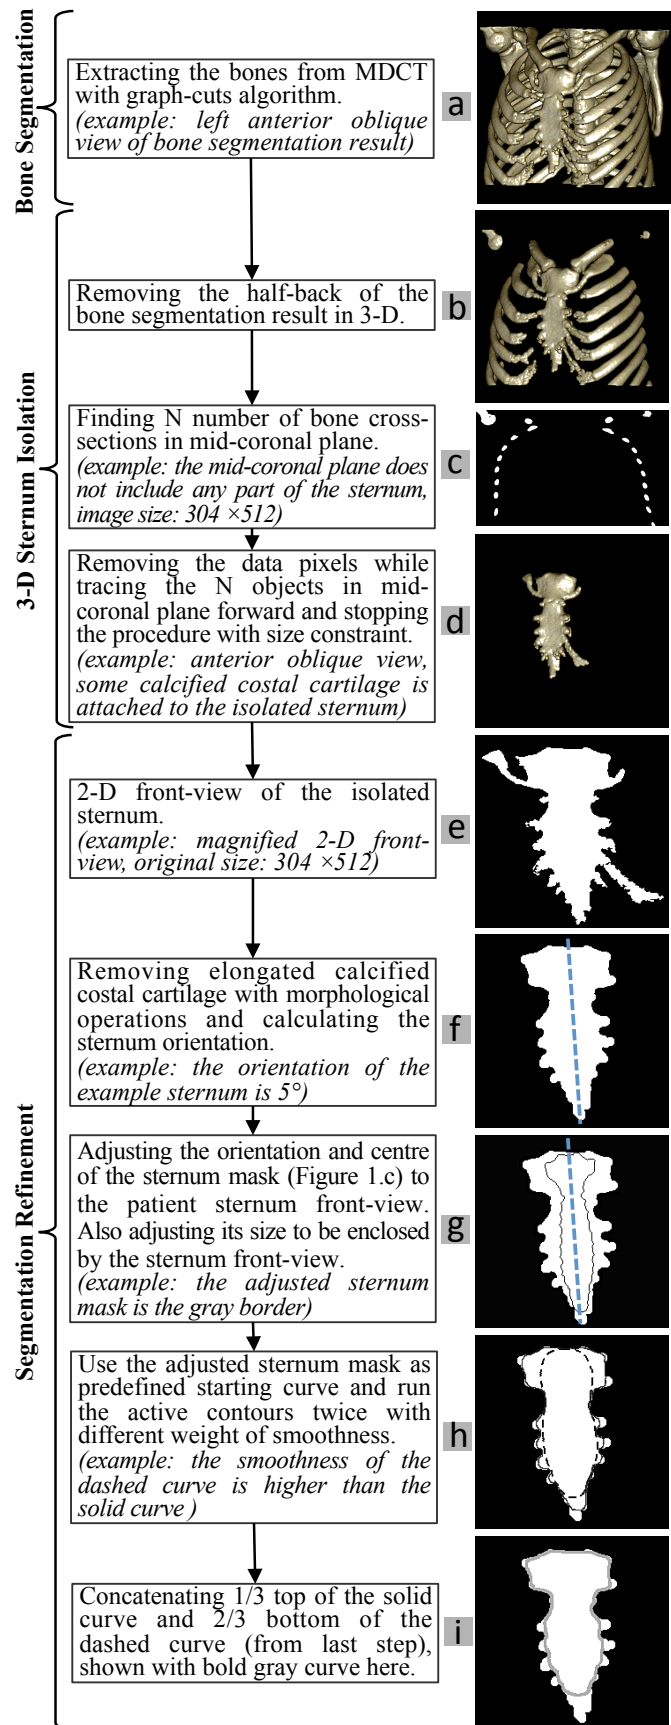 Bone Segmentation
Extracting the bones from MDCT
with graph-cuts algorithm.
(example: left anterior oblique
view of bone segmentation result)
a
3-D Sternum Isolation
Removing the half-back of the
bone segmentation result in 3-D.
b
Finding N number of bone cross-
sections in mid-coronal plane.
(example: the mid-coronal plane does
not include any part of the sternum,
image size: 304 ×512)
c
Removing the data pixels while
tracing the N objects in mid-
coronal plane forward and stopping
the procedure with size constraint.
(example: anterior oblique view,
some calcified costal cartilage is
attached to the isolated sternum)
d
Segmentation Refinement
2-D front-view of the isolated
sternum.
(example: magnified 2-D front-
view, original size: 304 ×512)
e
Removing elongated calcified
costal cartilage with morphological
operations and calculating the
sternum orientation.
(example: the orientation of the
example sternum is 5°)
f
Adjusting the orientation and centre
of the sternum mask (Figure 1.c) to
the patient sternum front-view.
Also adjusting its size to be enclosed
by the sternum front-view.
(example: the adjusted sternum
mask is the gray border)
g
Use the adjusted sternum mask as
predefined starting curve and run
the active contours twice with
different weight of smoothness.
(example: the smoothness of the
dashed curve is higher than the
solid curve )
h
Concatenating 1/3 top of the solid
curve and 2/3 bottom of the
dashed curve (from last step),
shown with bold gray curve here.
i